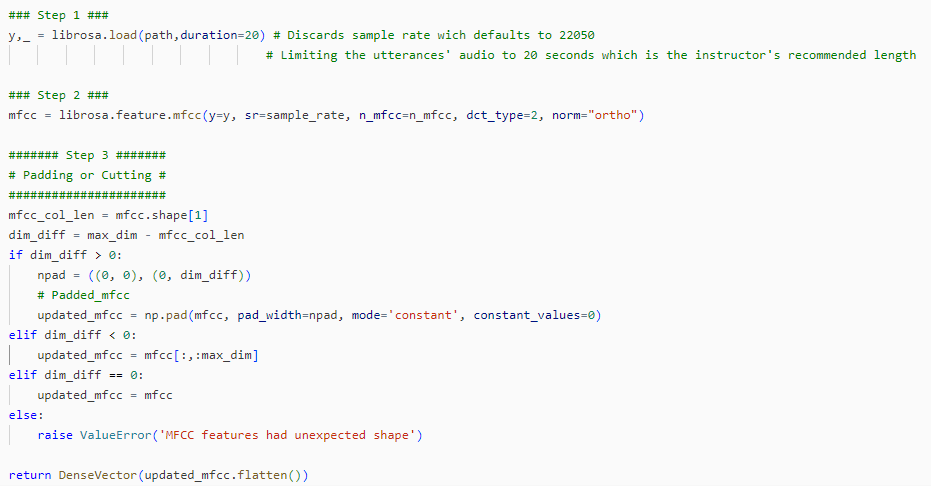 ### Step 1 ###
y,_ = librosa.load(path,duration=20) # Discards sample rate wich defaults to 22050
# Limiting the utterances' audio to 20 seconds which is the instructor's recommended length
### Step 2 ###
mfcc = librosa.feature.mfcc(y=y, sr=sample_rate, n_mfcc=n_mfcc, dct_type=2, norm="ortho")
####### Step 3 #######
# Padding or Cutting #
######################
mfcc_col_len = mfcc.shape[1]
dim_diff = max_dim - mfcc_col_len
if dim_diff > 0:
    npad = ((0, 0), (0, dim_diff))
    # Padded_mfcc
    updated_mfcc = np.pad(mfcc, pad_width=npad, mode='constant', constant_values=0)
elif dim_diff < 0:
    updated_mfcc = mfcc[:,:max_dim]
elif dim_diff == 0:
    updated_mfcc = mfcc
else:
    raise ValueError('MFCC features had unexpected shape')
return DenseVector(updated_mfcc.flatten())